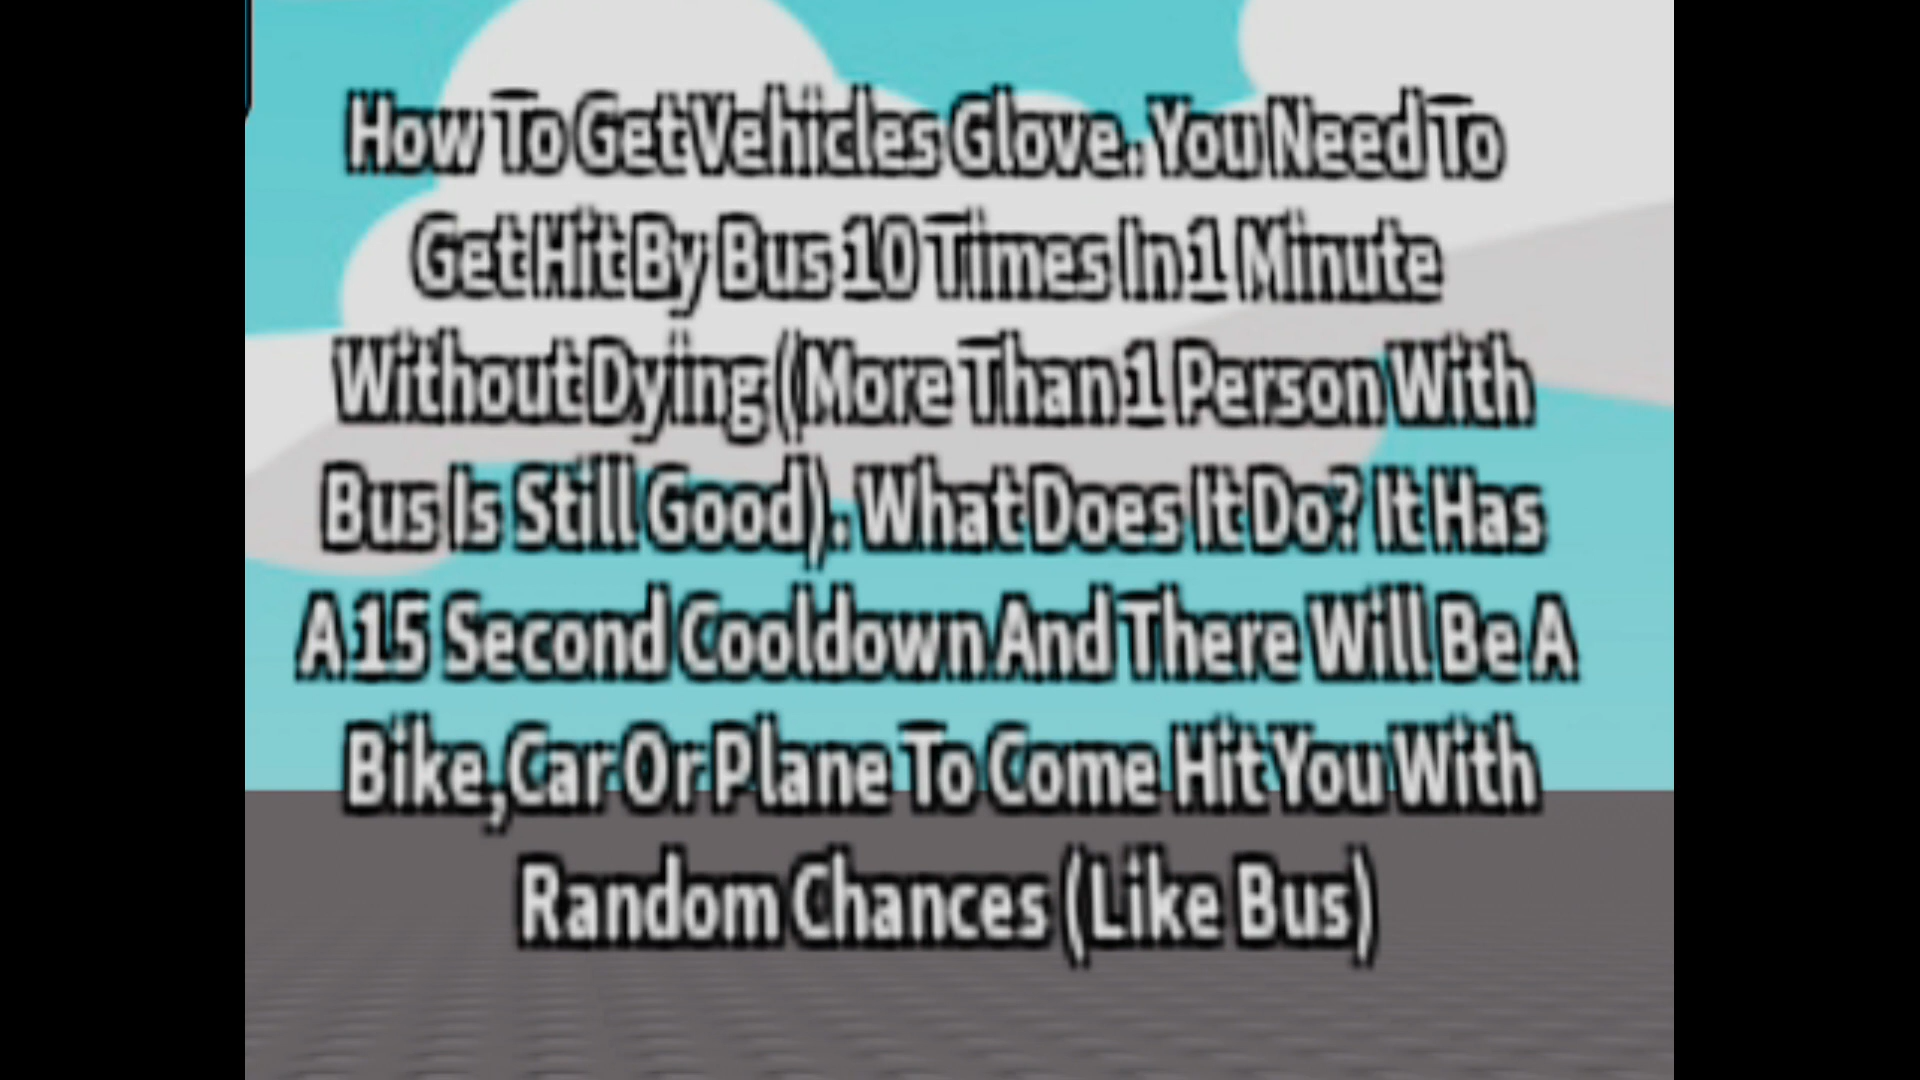 How To Get Vehicles Glove. You Need To
Get Hit By Bus 10 Times In 1 Minute
Without Dying (More Than 1 Person With
Bus Is Still Good). What Does It Do? It Has
A 15 Second Cooldown And There Will Be A
Bike,Car Or Plane To Come Hit You With
Random Chances (Like Bus)